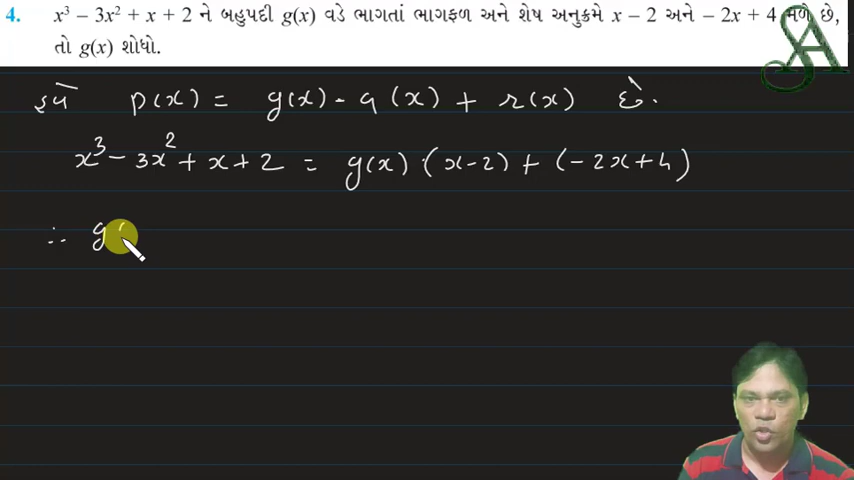 4. x³ – 3x² + x + 2 ને બહુપદી g(x) વડે ભાગતાં ભાગફળ અને શેષ અનુક્રમે x – 2 અને – 2x + 4 મળે છે,
તો g(x) શોધો.
હવે p(x) = g(x) - q(x) + r(x) છે.
x³ - 3x² + x + 2 = g(x) · (x-2) + (-2x+4)
∴ g